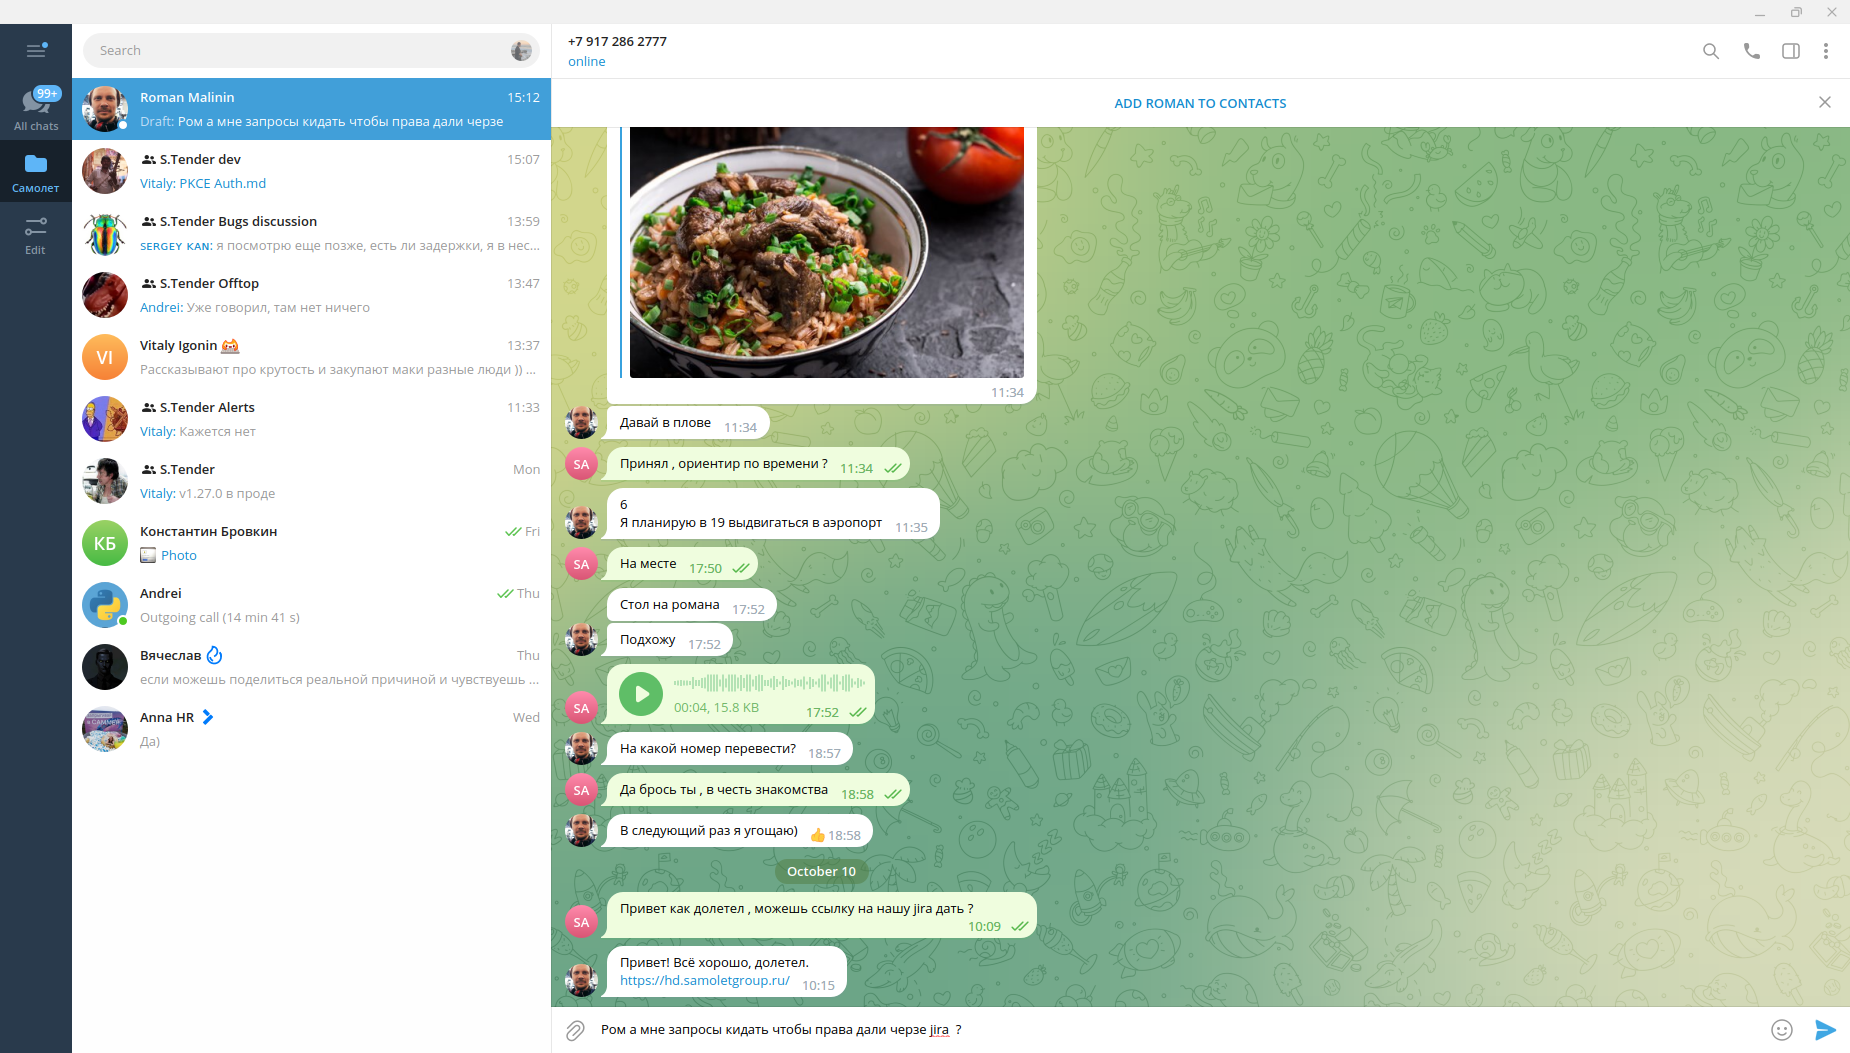 Search
99+
All chats
Самолет
Edit
Roman Malinin 15:12
Draft: Ром а мне запросы кидать чтобы права дали черзе
S.Tender dev 15:07
Vitaly: PKCE Auth.md
S.Tender Bugs discussion 13:59
SERGEY KAN: я посмотрю еще позже, есть ли задержки, я в нес...
S.Tender Offtop 13:47
Andrei: Уже говорил, там нет ничего
VI
Vitaly Igonin 13:37
Рассказывают про крутость и закупают маки разные люди )) ...
S.Tender Alerts 11:33
Vitaly: Кажется нет
S.Tender Mon
Vitaly: v1.27.0 в проде
КБ
Константин Бровкин Fri
Photo
Andrei Thu
Outgoing call (14 min 41 s)
Вячеслав Thu
если можешь поделиться реальной причиной и чувствуешь ...
Anna HR Wed
Да)
+7 917 286 2777
online
ADD ROMAN TO CONTACTS
11:34
Давай в плове 11:34
SA
Принял , ориентир по времени ? 11:34
6
Я планирую в 19 выдвигаться в аэропорт 11:35
SA
На месте 17:50
Стол на романа 17:52
Подхожу 17:52
SA
00:04, 15.8 KB 17:52
На какой номер перевести? 18:57
SA
Да брось ты , в честь знакомства 18:58
В следующий раз я угощаю) 👍 18:58
October 10
SA
Привет как долетел , можешь ссылку на нашу jira дать ?
10:09
Привет! Всё хорошо, долетел.
https://hd.samoletgroup.ru/ 10:15
Ром а мне запросы кидать чтобы права дали черзе jira ?